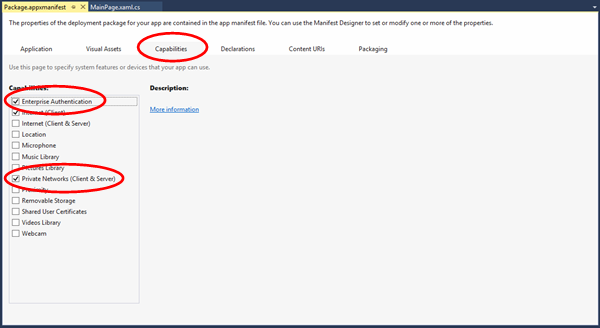 Package.appxmanifest MainPage.xaml.cs
The properties of the deployment package for your app are contained in the app manifest file. You can use the Manifest Designer to set or modify one or more of the properties.
Application Visual Assets Capabilities Declarations Content URIs Packaging
Use this page to specify system features or devices that your app can use.
Capabilities: Description:
Enterprise Authentication
Internet (Client) More information
Internet (Client & Server)
Location
Microphone
Music Library
Pictures Library
Private Networks (Client & Server)
Proximity
Removable Storage
Shared User Certificates
Videos Library
Webcam